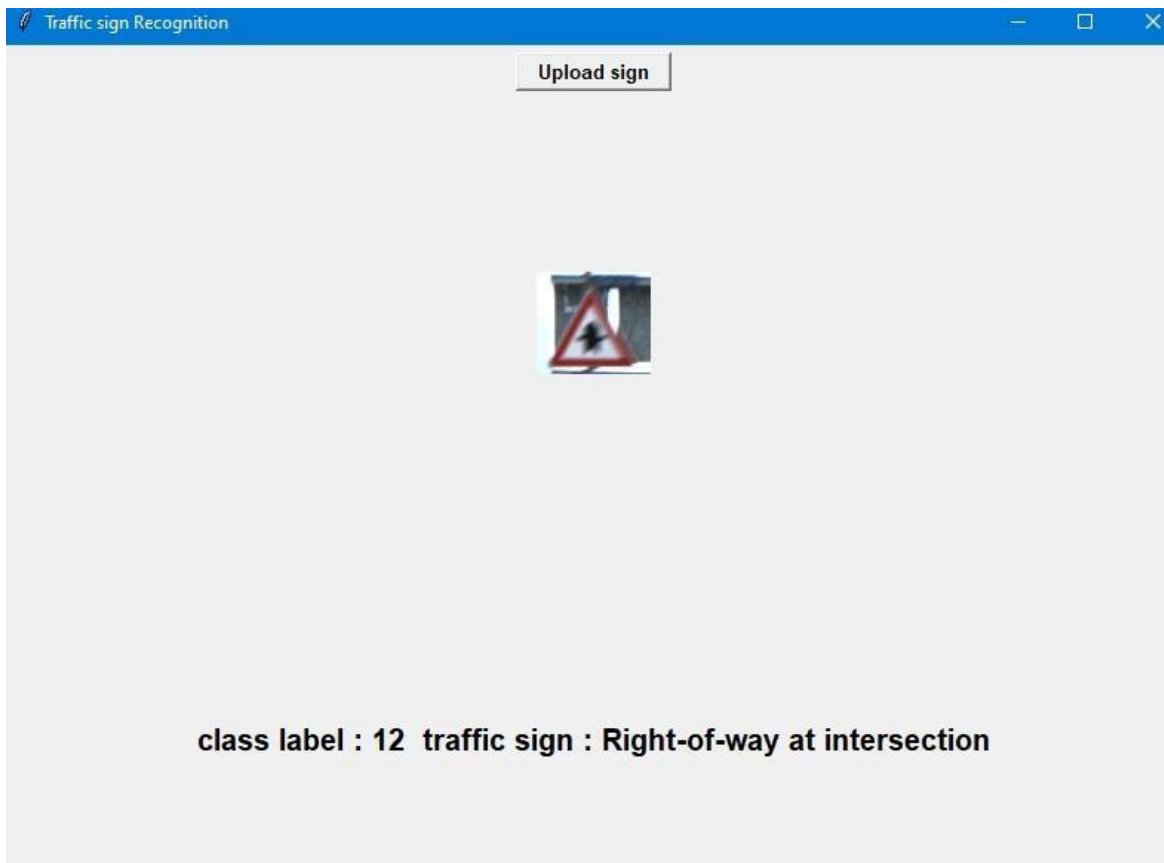 Traffic sign Recognition
Upload sign
class label : 12  traffic sign : Right-of-way at intersection